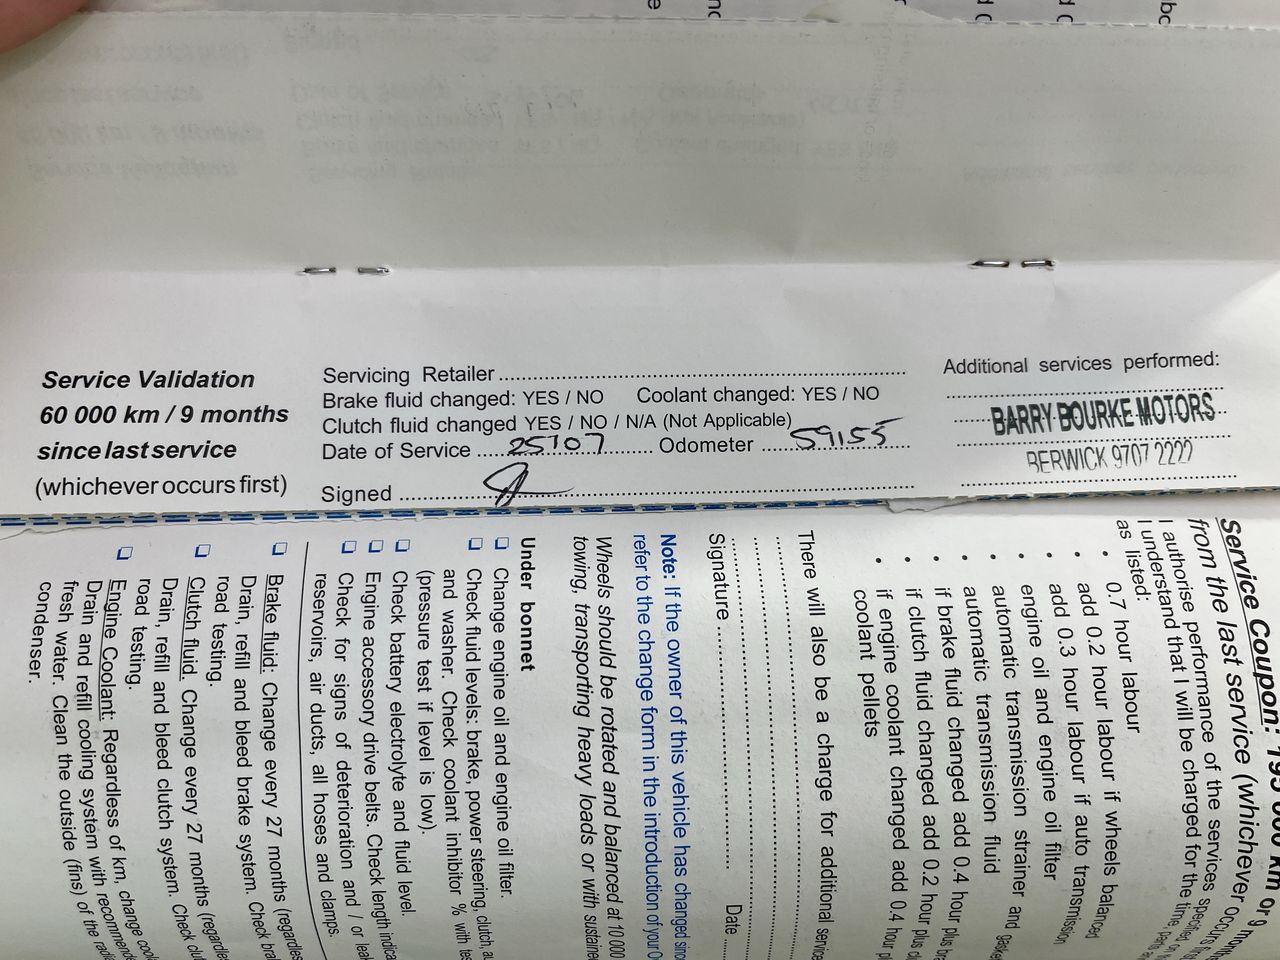 Service Validation
60 000 km / 9 months
since last service
(whichever occurs first)
Servicing Retailer
Brake fluid changed: YES / NO Coolant changed: YES / NO
Clutch fluid changed YES / NO / N/A (Not Applicable)
Date of Service Odometer 59155
Signed
Additional services performed:
BARRY BOURKE MOTORS
BERWICK 9707 2222
Service Coupon:
from the last service (whichever occurs
I authorise performance of the services specified
I understand that I will be charged for the time,
as listed:
• 0.7 hour labour
• add 0.2 hour labour if wheels balanced
• add 0.3 hour labour if auto transmission
• engine oil and engine oil filter
• automatic transmission strainer and
• automatic transmission fluid
• if brake fluid changed add 0.4 hour plus
• if clutch fluid changed add 0.2 hour plus
• if engine coolant changed add 0.4 hour
coolant pellets
There will also be a charge for additional
Signature Date
Note: If the owner of this vehicle has changed
refer to the change form in the introduction of your
Wheels should be rotated and balanced at 10 000
towing, transporting heavy loads or with
Under bonnet
❏ Change engine oil and engine oil filter.
❏ Check fluid levels: brake, power steering, clutch,
and washer. Check coolant inhibitor % with
(pressure test if level is low).
❏ Check battery electrolyte and fluid level.
❏ Engine accessory drive belts. Check length
❏ Check for signs of deterioration and / or
reservoirs, air ducts, all hoses and clamps.
❏ Brake fluid: Change every 27 months
Drain, refill and bleed brake system. Check
road testing.
❏ Clutch fluid. Change every 27 months
Drain, refill and bleed clutch system. Check
road testing.
❏ Engine Coolant: Regardless of km, change
Drain and refill cooling system with
fresh water. Clean the outside (fins) of the
condenser.